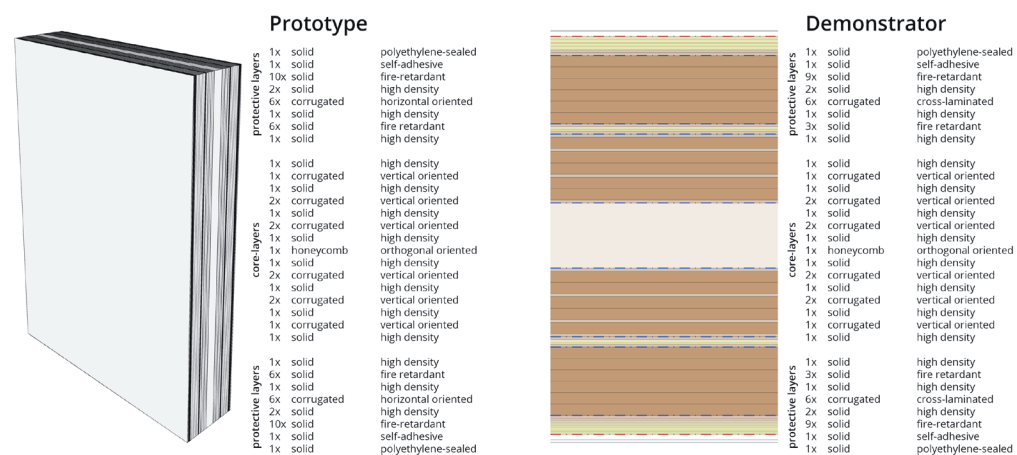 Prototype
protective layers
1x solid polyethylene-sealed
1x solid self-adhesive
10x solid fire-retardant
2x solid high density
6x corrugated horizontal oriented
1x solid high density
6x solid fire retardant
1x solid high density
core-layers
1x solid high density
1x corrugated vertical oriented
1x solid high density
2x corrugated vertical oriented
1x solid high density
2x corrugated vertical oriented
1x solid high density
1x honeycomb orthogonal oriented
1x solid high density
2x corrugated vertical oriented
1x solid high density
2x corrugated vertical oriented
1x solid high density
1x corrugated vertical oriented
1x solid high density
protective layers
1x solid high density
6x solid fire retardant
1x solid high density
6x corrugated horizontal oriented
2x solid high density
10x solid fire-retardant
1x solid self-adhesive
1x solid polyethylene-sealed
Demonstrator
protective layers
1x solid polyethylene-sealed
1x solid self-adhesive
9x solid fire-retardant
2x solid high density
6x corrugated cross-laminated
1x solid high density
3x solid fire retardant
1x solid high density
core-layers
1x solid high density
1x corrugated vertical oriented
1x solid high density
2x corrugated vertical oriented
1x solid high density
2x corrugated vertical oriented
1x solid high density
1x honeycomb orthogonal oriented
1x solid high density
2x corrugated vertical oriented
1x solid high density
2x corrugated vertical oriented
1x solid high density
1x corrugated vertical oriented
1x solid high density
protective layers
1x solid high density
3x solid fire retardant
1x solid high density
6x corrugated cross-laminated
2x solid high density
9x solid fire-retardant
1x solid self-adhesive
1x solid polyethylene-sealed